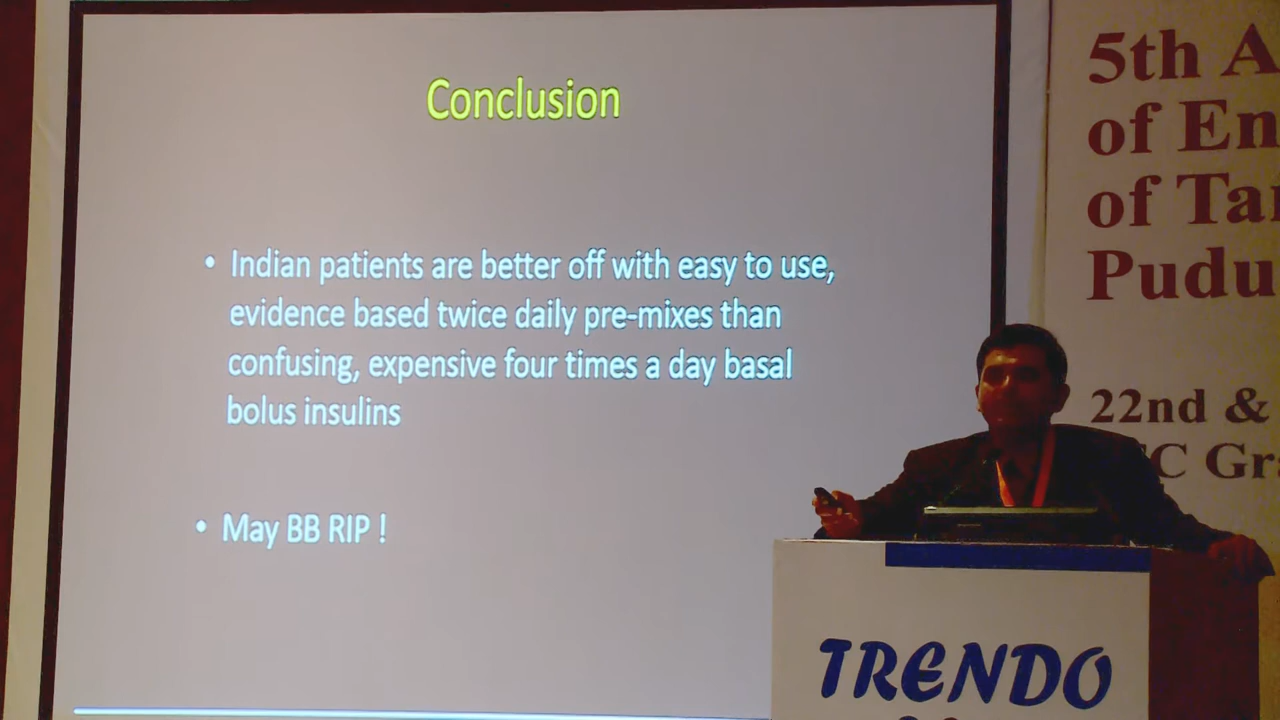 Conclusion
• Indian patients are better off with easy to use,
evidence based twice daily pre-mixes than
confusing, expensive four times a day basal
bolus insulins
• May BB RIP !
5th A
of En
of Ta
Pudu
22nd &
C Gr
TRENDO